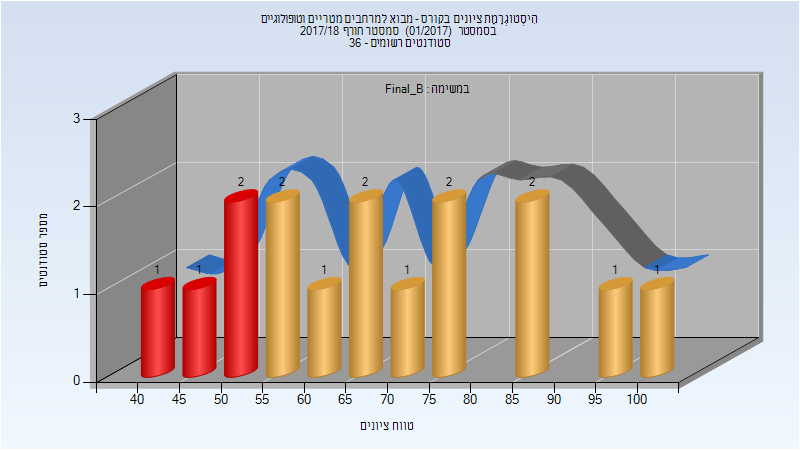 היסטוגרמת ציונים בקורס - מבוא למרחבים מטריים וטופולוגיים
בסמסטר (01/2017) סמסטר חורף 2017/18
סטודנטים רשומים - 36
במשימה : Final_B
מספר סטודנטים
3
2
1
0
1 1 2 2 1 2 1 2 2 1 1
40 45 50 55 60 65 70 75 80 85 90 95 100
טווח ציונים